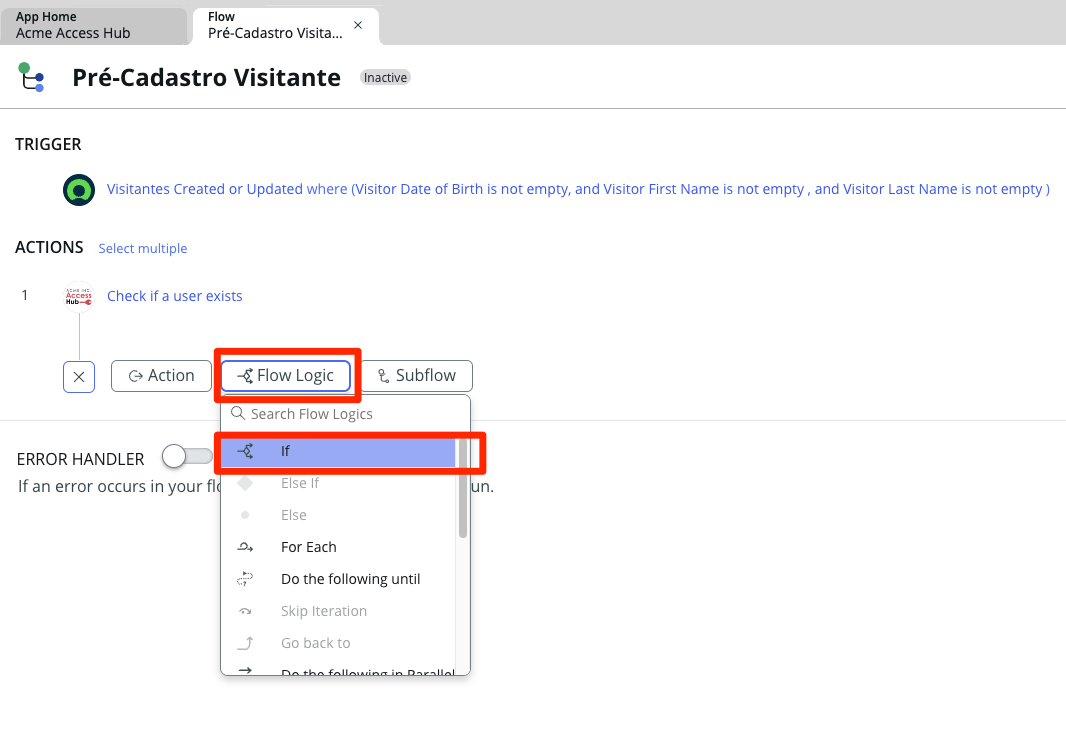 App Home
Acme Access Hub
Flow
Pré-Cadastro Visita...
Pré-Cadastro Visitante
Inactive
TRIGGER
Visitantes Created or Updated where (Visitor Date of Birth is not empty, and Visitor First Name is not empty , and Visitor Last Name is not empty )
ACTIONS Select multiple
1
ACME INC.
Access
Hub
Check if a user exists
Action
Flow Logic
Subflow
Search Flow Logics
ERROR HANDLER
If an error occurs in your flo
un.
If
Else If
Else
For Each
Do the following until
Skip Iteration
Go back to
Do the following in Parallel